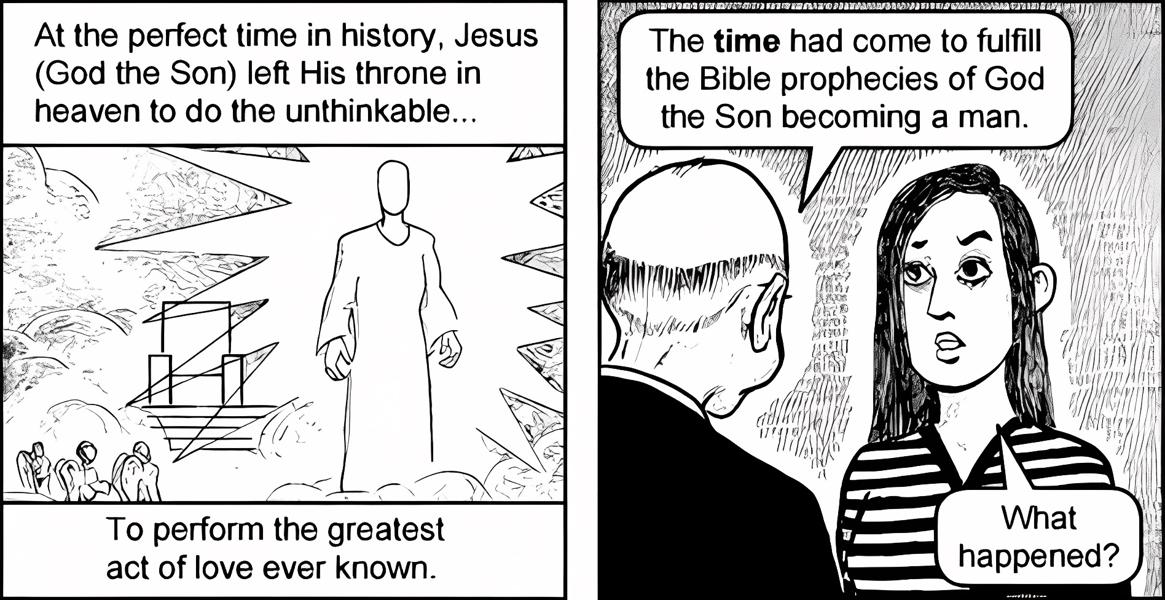 At the perfect time in history, Jesus
(God the Son) left His throne in
heaven to do the unthinkable...
To perform the greatest
act of love ever known.
The time had come to fulfill
the Bible prophecies of God
the Son becoming a man.
What
happened?